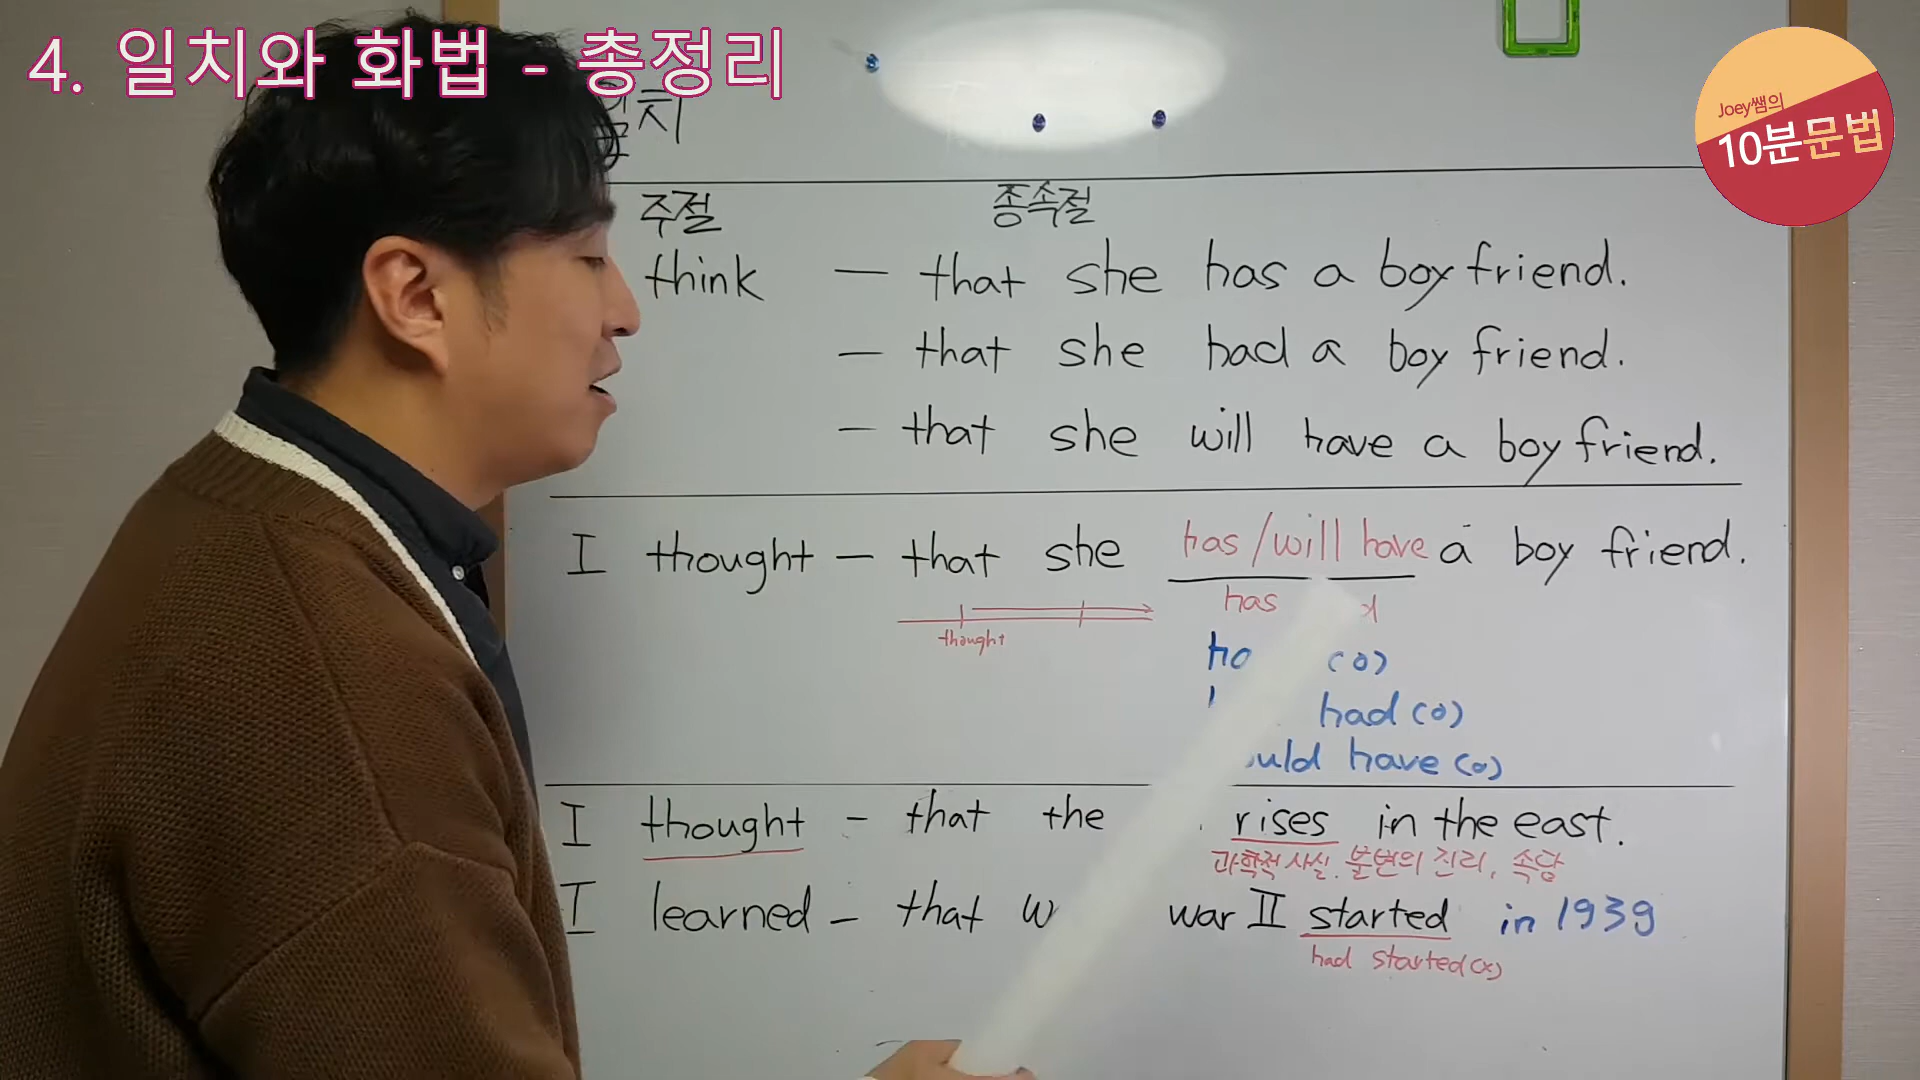 4. 일치와 화법 - 총정리
Joey쌤의
10분문법
일치
주절 종속절
think — that she has a boy friend.
— that she had a boy friend.
— that she will have a boy friend.
I thought — that she has/will have a boy friend.
thought has
(o)
had (o)
uld have (o)
I thought - that the rises in the east.
과학적 사실. 불변의 진리, 속담
I learned - that w war II started in 1939
had started (x)